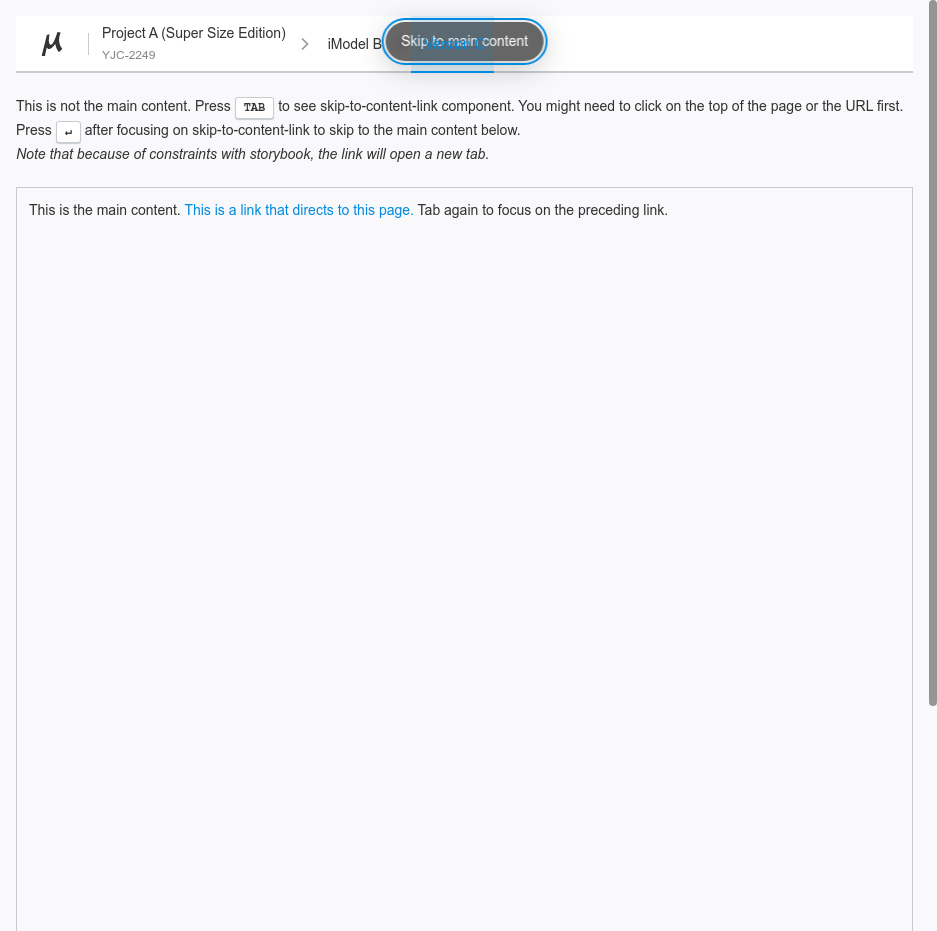 Project A (Super Size Edition)
YJC-2249
iModel B
Skip to main content
This is not the main content. Press TAB to see skip-to-content-link component. You might need to click on the top of the page or the URL first.
Press ↵ after focusing on skip-to-content-link to skip to the main content below.
Note that because of constraints with storybook, the link will open a new tab.
This is the main content. This is a link that directs to this page. Tab again to focus on the preceding link.